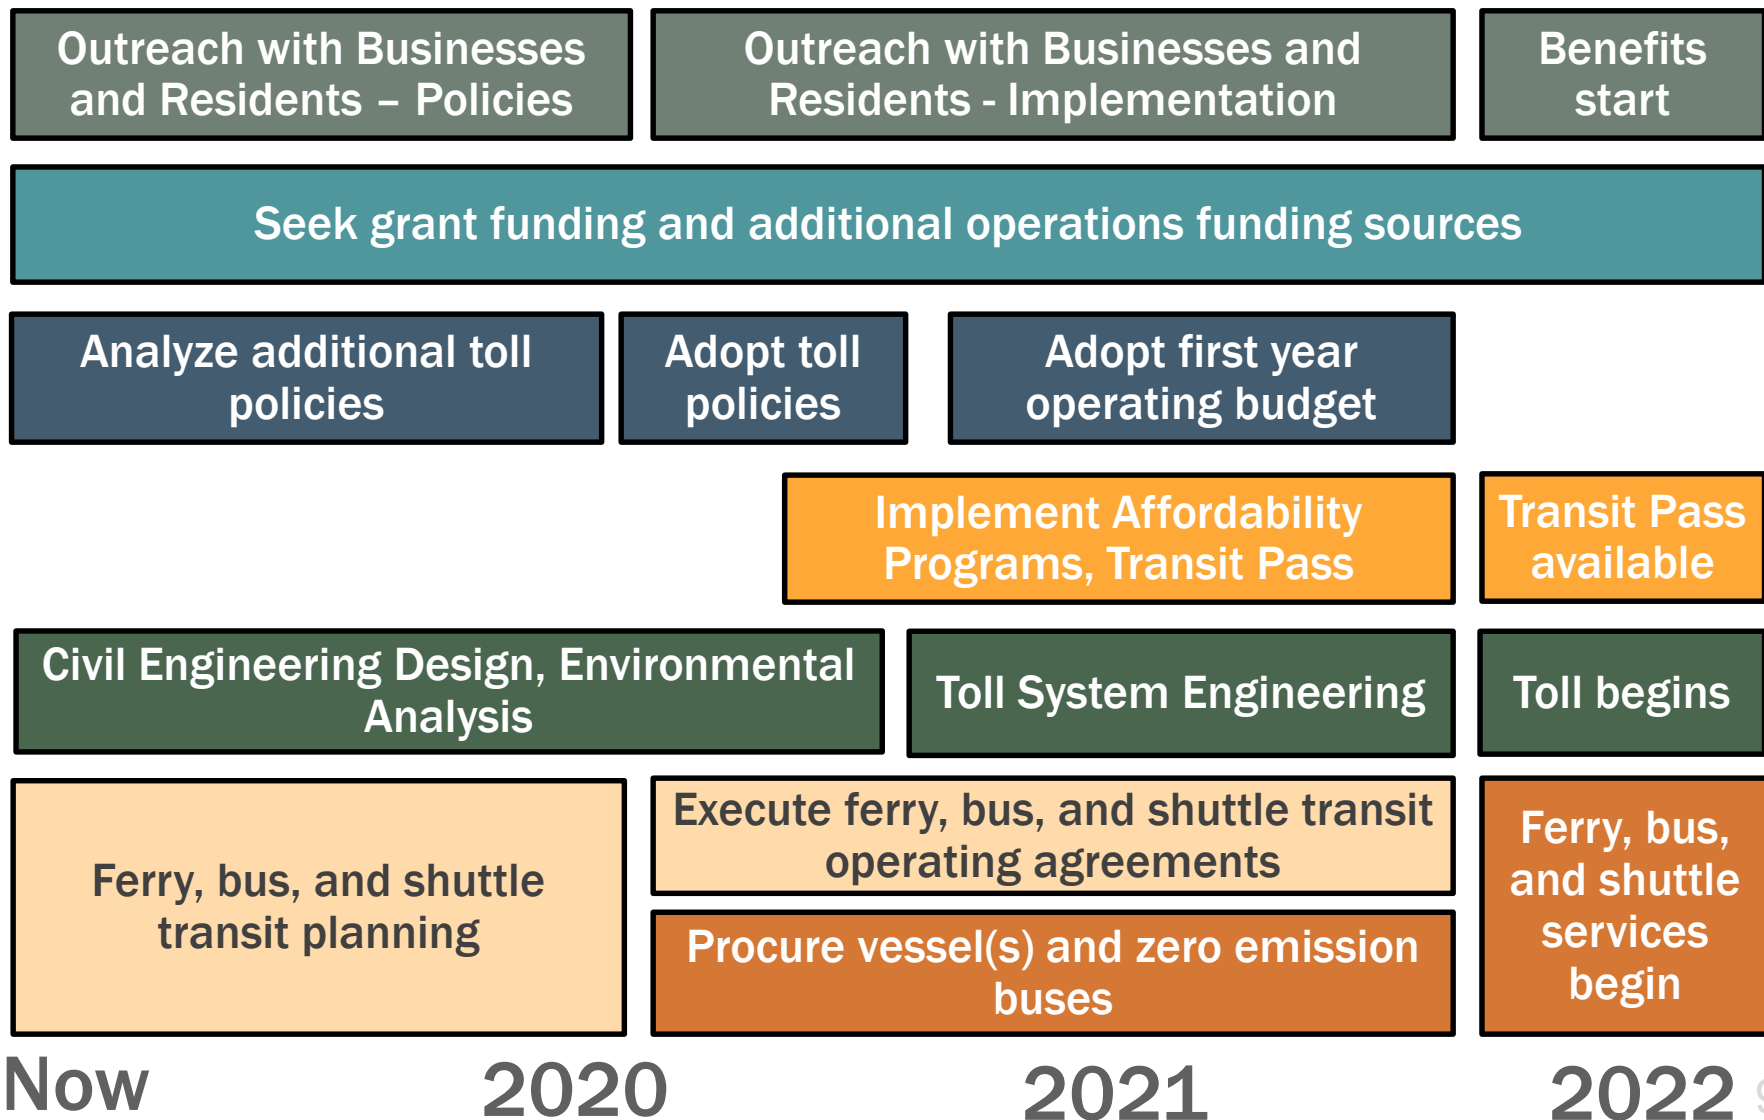 Outreach with Businesses
and Residents – Policies
Outreach with Businesses and
Residents - Implementation
Benefits
start
Seek grant funding and additional operations funding sources
Analyze additional toll
policies
Adopt toll
policies
Adopt first year
operating budget
Implement Affordability
Programs, Transit Pass
Transit Pass
available
Civil Engineering Design, Environmental
Analysis
Toll System Engineering
Toll begins
Ferry, bus, and shuttle
transit planning
Execute ferry, bus, and shuttle transit
operating agreements
Procure vessel(s) and zero emission
buses
Ferry, bus,
and shuttle
services
begin
Now
2020
2021
2022